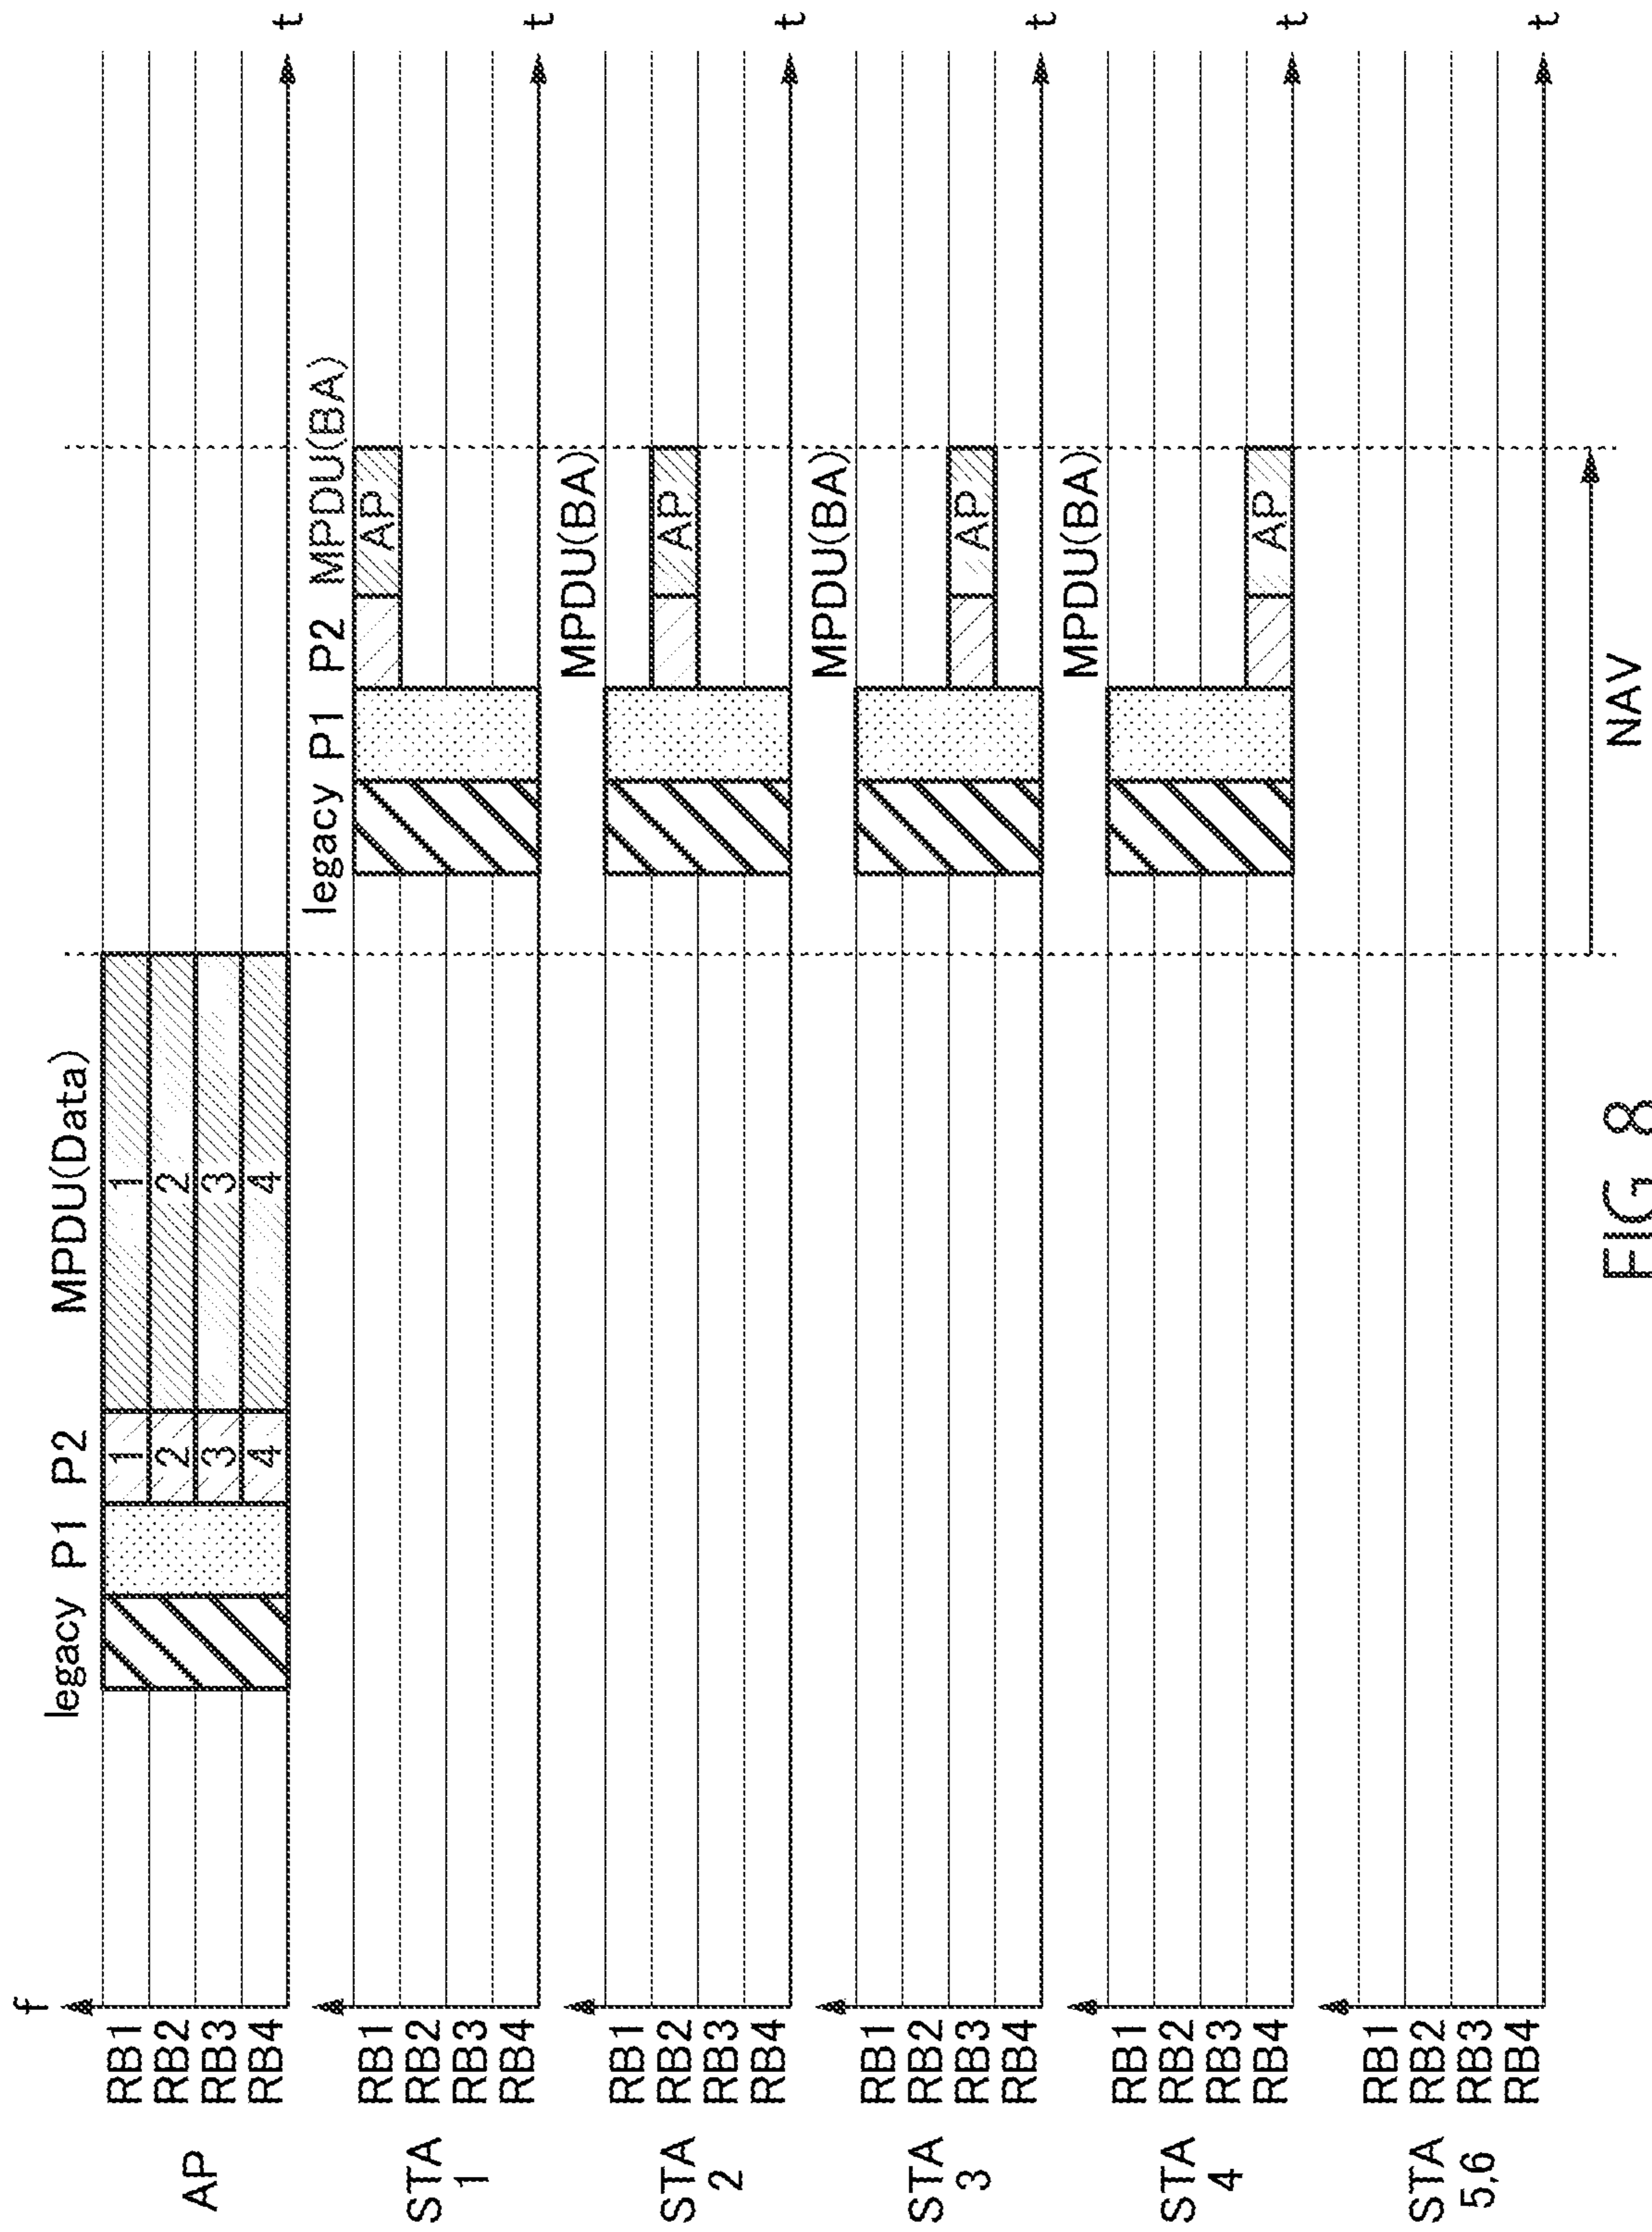 f
AP
RB1
RB2
RB3
RB4
legacy P1 P2 MPDU(Data)
1 1
2 2
3 3
4 4
t
STA
1
RB1
RB2
RB3
RB4
legacy P1 P2 MPDU(BA)
AP
t
STA
2
RB1
RB2
RB3
RB4
MPDU(BA)
AP
t
STA
3
RB1
RB2
RB3
RB4
MPDU(BA)
AP
t
STA
4
RB1
RB2
RB3
RB4
MPDU(BA)
AP
t
STA
5,6
RB1
RB2
RB3
RB4
t
NAV
FIG. 8